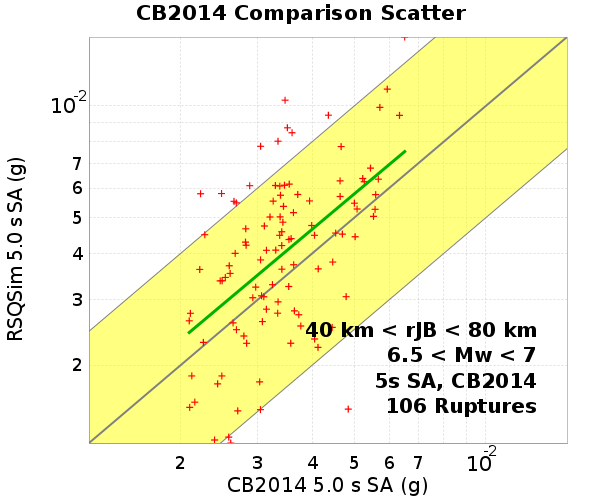 CB2014 Comparison Scatter
RSQSim 5.0 s SA (g)
10-2
7
6
5
4
3
2
40 km < rJB < 80 km
6.5 < Mw < 7
5s SA, CB2014
106 Ruptures
2 3 4 5 6 7 10-2
CB2014 5.0 s SA (g)